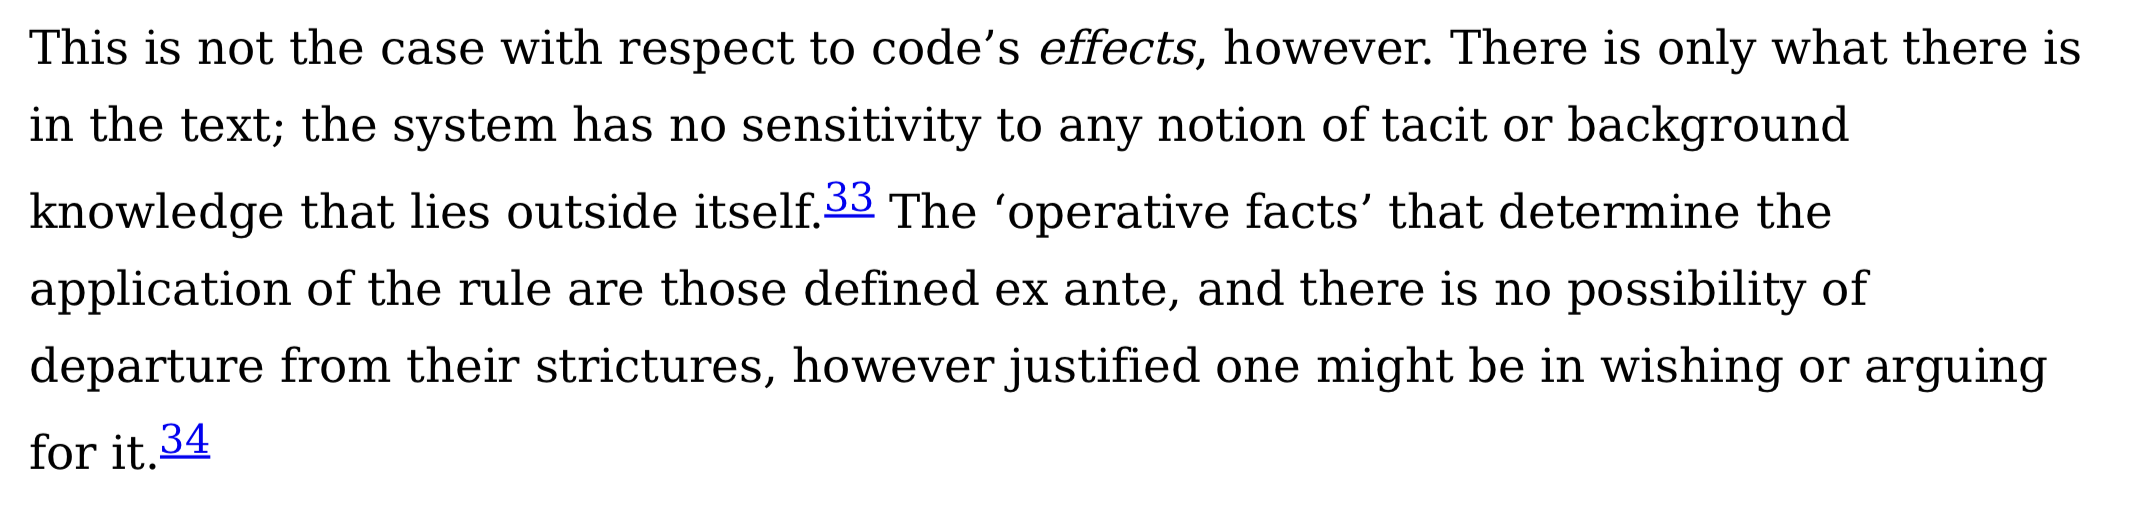 This is not the case with respect to code’s effects, however. There is only what there is
in the text; the system has no sensitivity to any notion of tacit or background
knowledge that lies outside itself.33 The ‘operative facts’ that determine the
application of the rule are those defined ex ante, and there is no possibility of
departure from their strictures, however justified one might be in wishing or arguing
for it.34